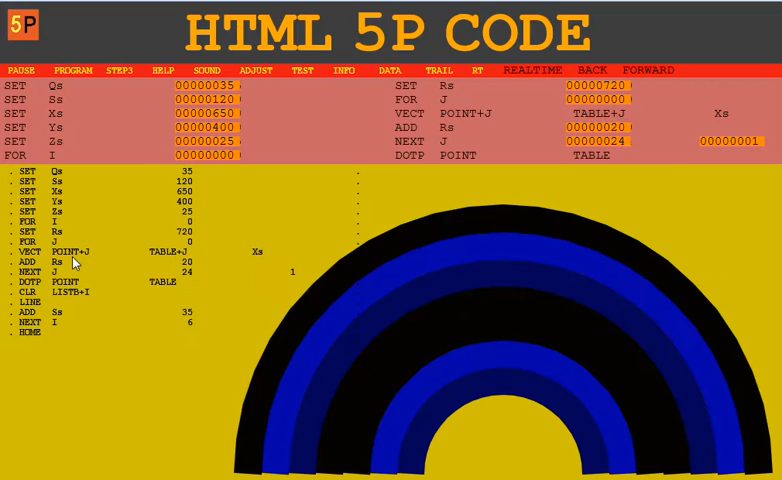 5P
HTML 5P CODE
PAUSE PROGRAM STEP3 HELP SOUND ADJUST TEST INFO DATA TRAIL RT REALTIME BACK FORWARD
SET Qs 00000035 SET Rs 00000720
SET Ss 00000120 FOR J 00000000
SET Xs 00000650 VECT POINT+J TABLE+J Xs
SET Ys 00000400 ADD Rs 00000020
SET Zs 00000025 NEXT J 00000024 00000001
FOR I 00000000 DOTP POINT TABLE
. SET Qs 35 .
. SET Ss 120 .
. SET Xs 650 .
. SET Ys 400 .
. SET Zs 25 .
. FOR I 0 .
. SET Rs 720 .
. FOR J 0 .
. VECT POINT+J TABLE+J Xs
. ADD Rs 20
. NEXT J 24 1
. DOTP POINT TABLE
. CLR LISTB+I
. LINE
. ADD Ss 35
. NEXT I 6
. HOME